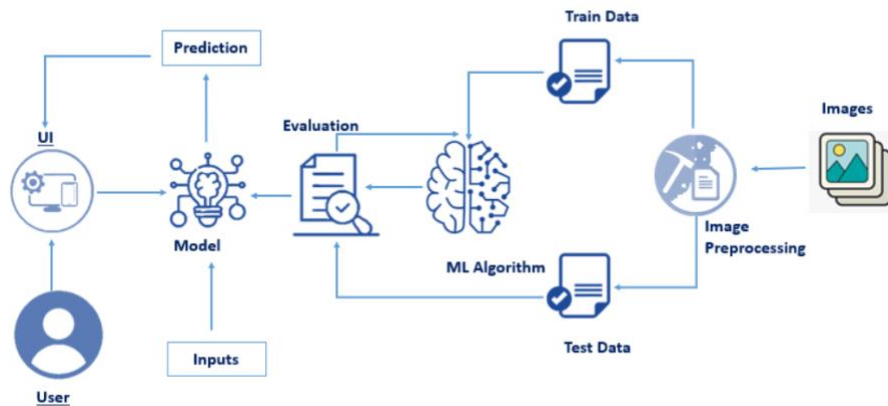 Train Data
Prediction
Images
UI
Evaluation
Model
Image
Preprocessing
ML Algorithm
Inputs
Test Data
User